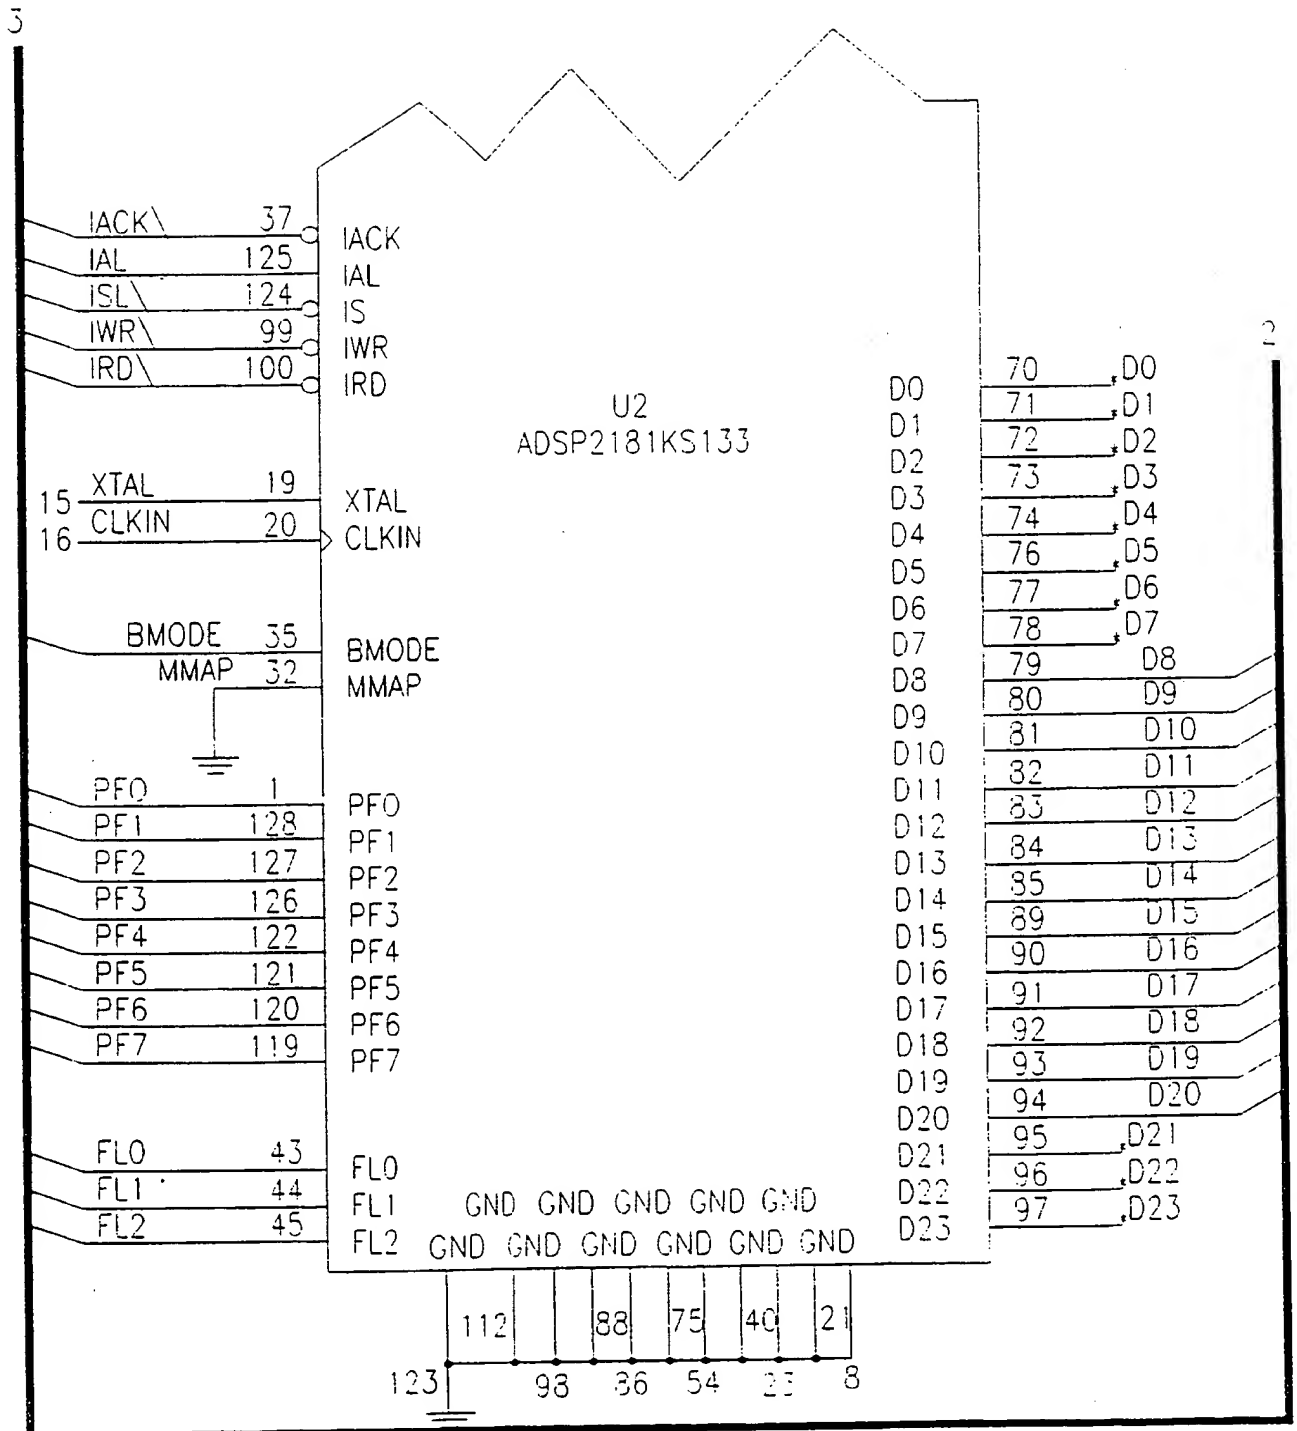 3
IACK\ 37 IACK
IAL 125 IAL
ISL\ 124 IS
IWR\ 99 IWR
IRD\ 100 IRD
2
U2
ADSP2181KS133
XTAL 19 XTAL
15
CLKIN 20 CLKIN
16
BMODE 35 BMODE
MMAP 32 MMAP
PF0 1 PF0
PF1 128 PF1
PF2 127 PF2
PF3 126 PF3
PF4 122 PF4
PF5 121 PF5
PF6 120 PF6
PF7 119 PF7
FL0 43 FL0
FL1 44 FL1
FL2 45 FL2
D0 70 D0
D1 71 D1
D2 72 D2
D3 73 D3
D4 74 D4
D5 76 D5
D6 77 D6
D7 78 D7
D8 79 D8
D9 80 D9
D10 81 D10
D11 82 D11
D12 83 D12
D13 84 D13
D14 85 D14
D15 89 D15
D16 90 D16
D17 91 D17
D18 92 D18
D19 93 D19
D20 94 D20
D21 95 D21
D22 96 D22
D23 97 D23
GND GND GND GND GND
GND GND GND GND GND GND
112 88 75 40 21
123 98 86 54 23 8